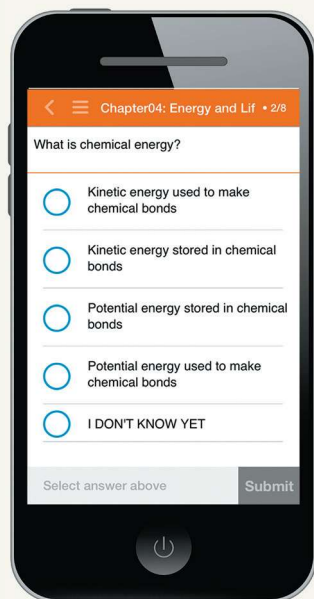 Chapter04: Energy and Lif • 2/8
What is chemical energy?
Kinetic energy used to make
chemical bonds
Kinetic energy stored in chemical
bonds
Potential energy stored in chemical
bonds
Potential energy used to make
chemical bonds
I DON'T KNOW YET
Select answer above
Submit